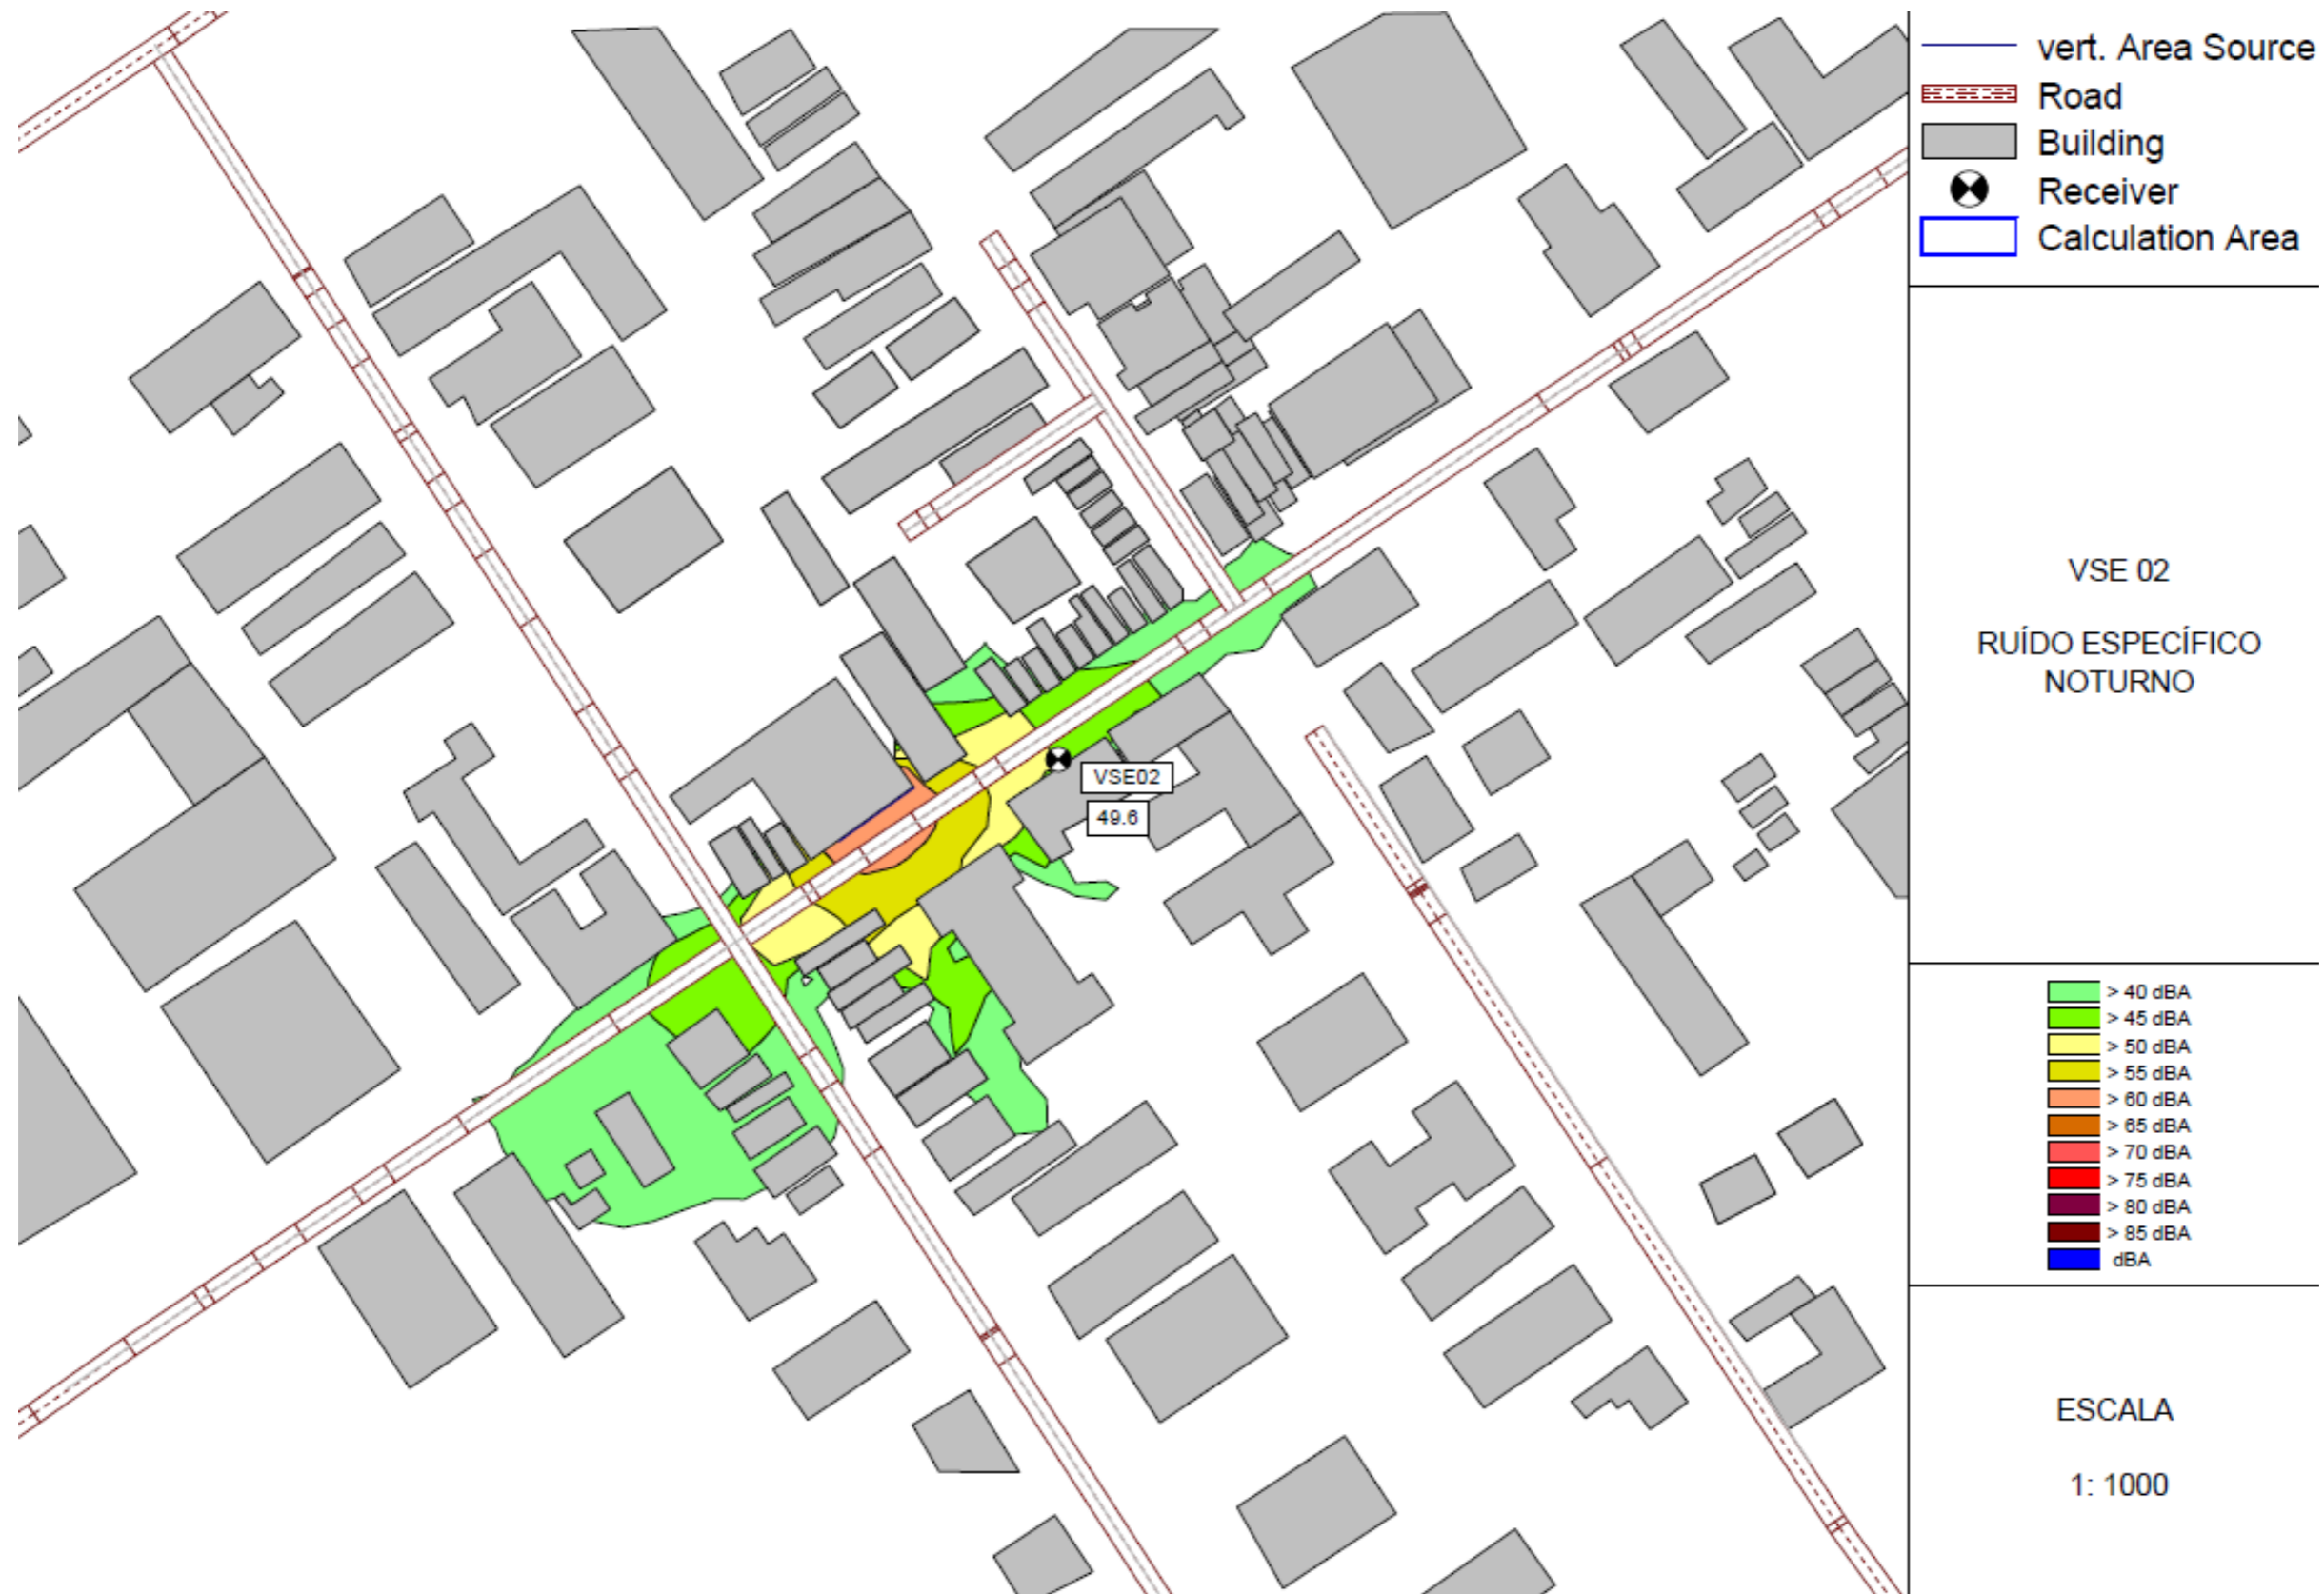 vert. Area Source
Road
Building
Receiver
Calculation Area
VSE 02
RUÍDO ESPECÍFICO
NOTURNO
VSE02
49.6
> 40 dBA
> 45 dBA
> 50 dBA
> 55 dBA
> 60 dBA
> 65 dBA
> 70 dBA
> 75 dBA
> 80 dBA
> 85 dBA
dBA
ESCALA
1: 1000